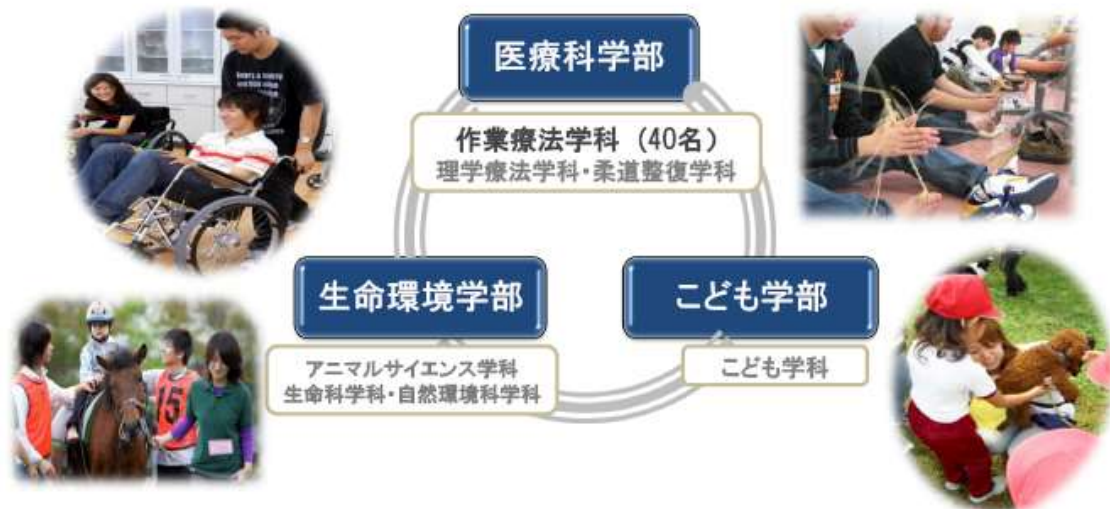 医療科学部
作業療法学科（40名）
理学療法学科・柔道整復学科
生命環境学部
こども学部
アニマルサイエンス学科
生命科学科・自然環境科学科
こども学科
15